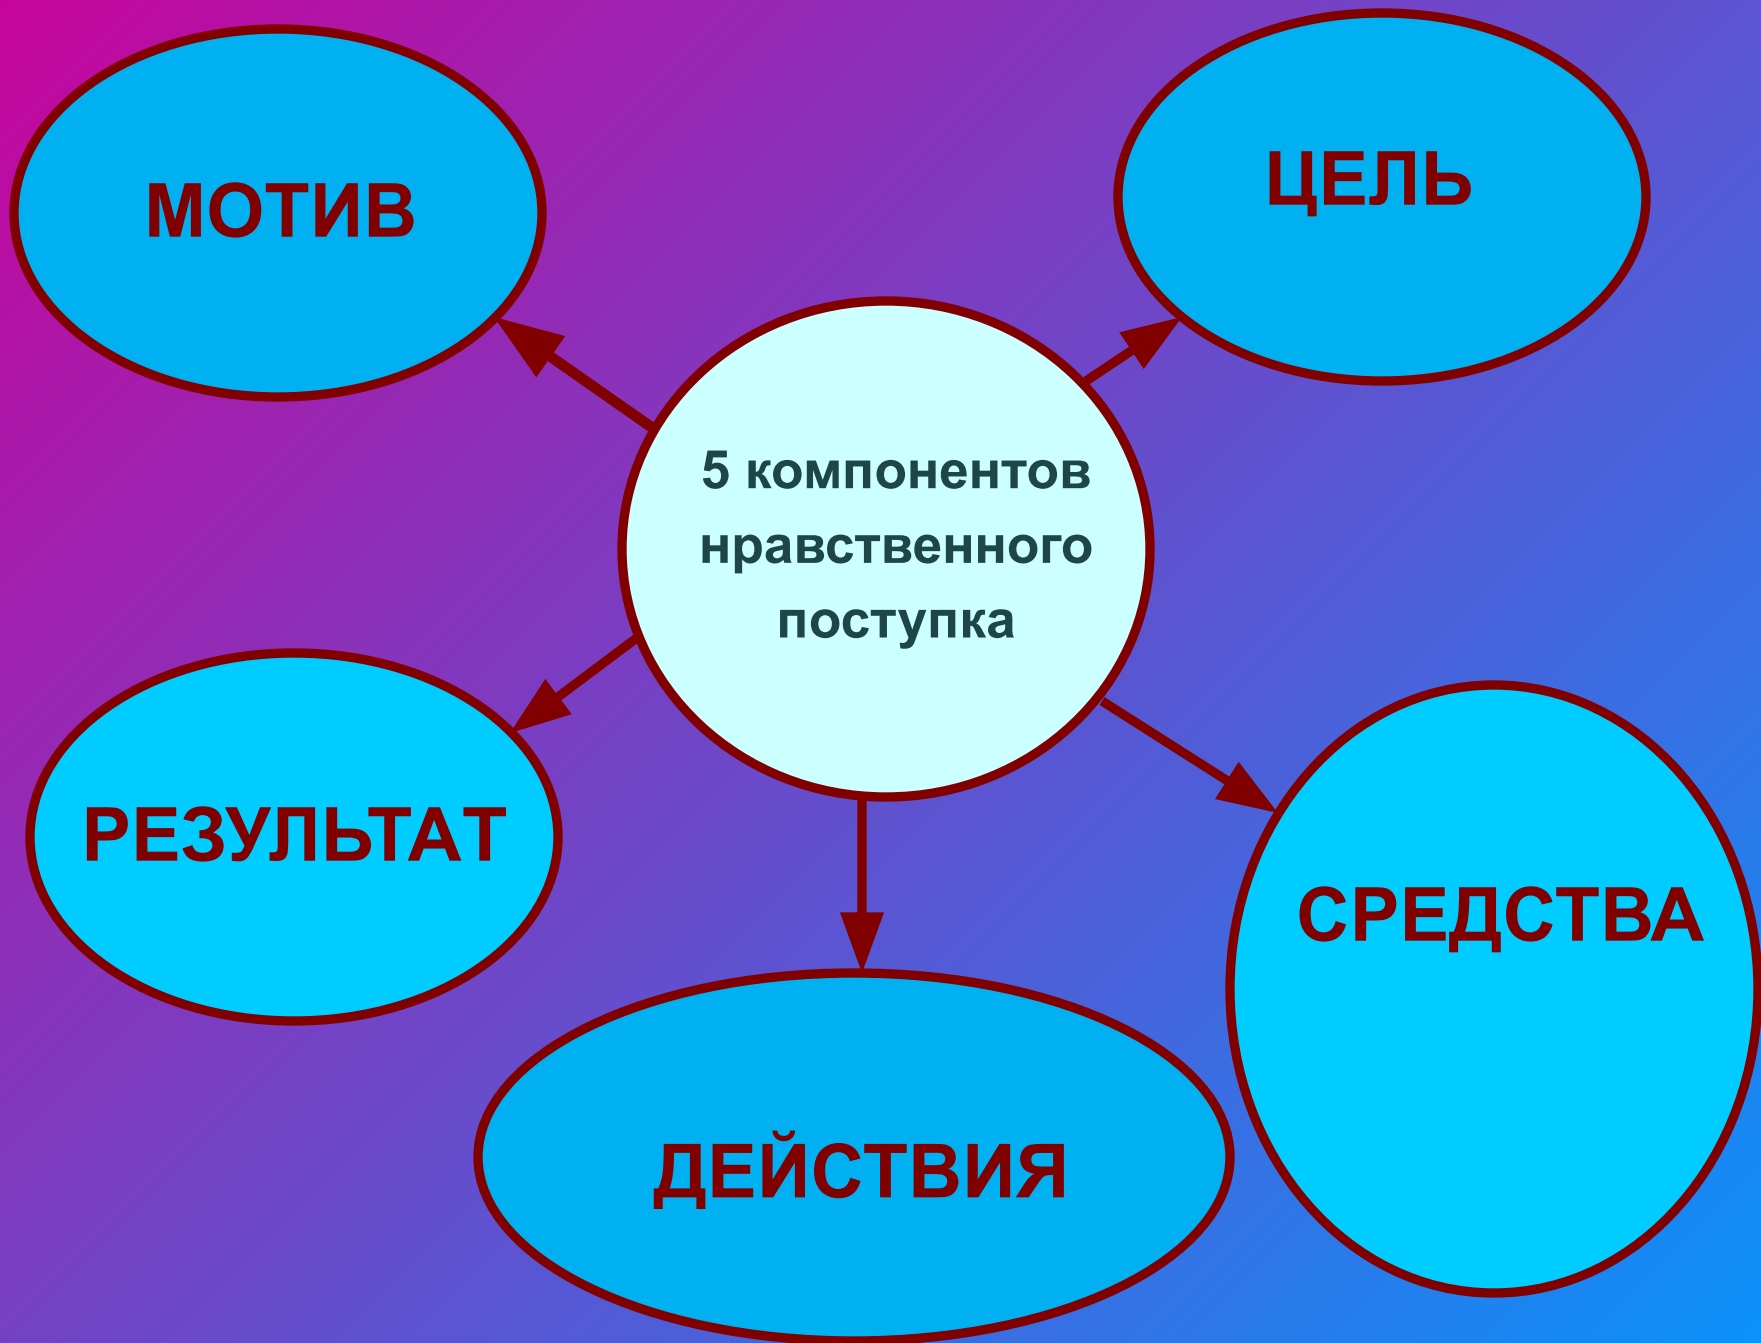 МОТИВ
ЦЕЛЬ
5 компонентов
нравственного
поступка
РЕЗУЛЬТАТ
СРЕДСТВА
ДЕЙСТВИЯ